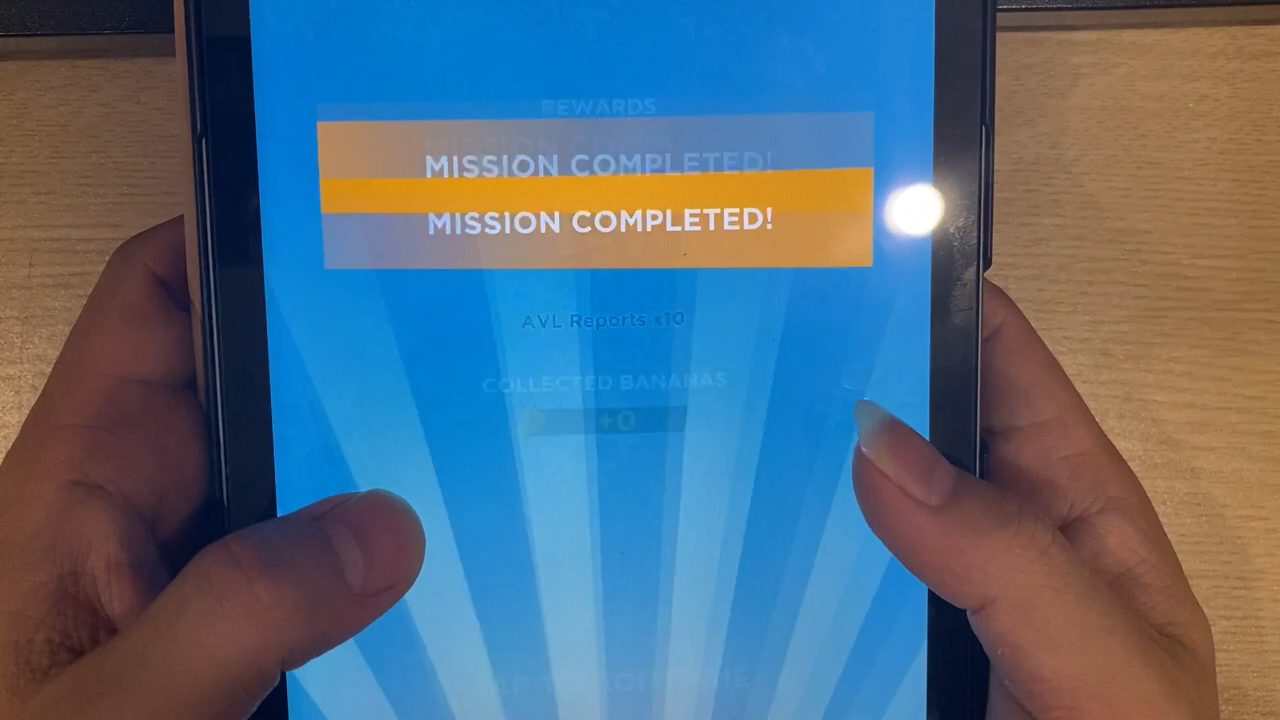 REWARDS
MISSION COMPLETED!
MISSION COMPLETED!
AVL Reports x10
COLLECTED BANANAS
+0